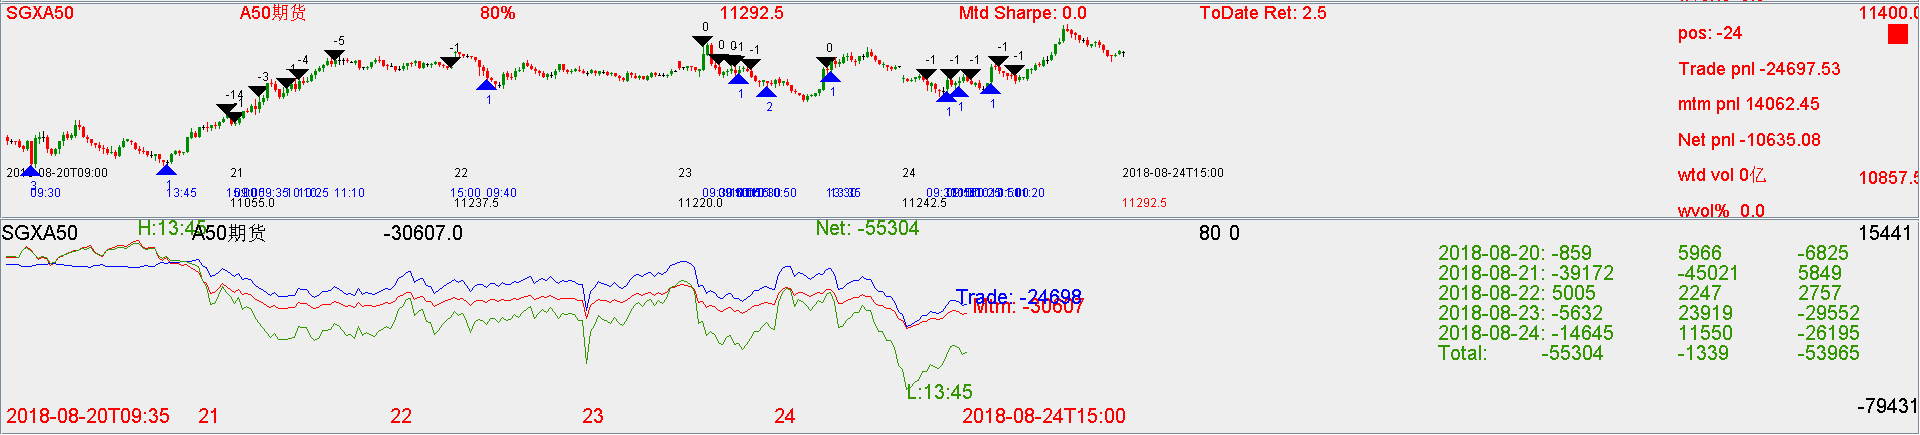 SGXA50 A50期货 80% 11292.5 Mtd Sharpe: 0.0 ToDate Ret: 2.5 11400.0
pos: -24
Trade pnl -24697.53
mtm pnl 14062.45
Net pnl -10635.08
wtd vol 0亿
10857.5
wvol% 0.0
-5
-4
-3
-14
-1
0
0
-1
0
-1
-1
-1
-1
-1
1
1
2
1
1
1
1
2018-08-20T09:00 21 22 23 24 2018-08-24T15:00
09:30 13:45 11:10 15:00 09:40
11055.0 11237.5 11220.0 11242.5 11292.5
SGXA50 H:13:45 A50期货 -30607.0 Net: -55304 80 0 15441
2018-08-20: -859 5966 -6825
2018-08-21: -39172 -45021 5849
2018-08-22: 5005 2247 2757
2018-08-23: -5632 23919 -29552
2018-08-24: -14645 11550 -26195
Total: -55304 -1339 -53965
Trade: -24698
Mtm: -30607
L:13:45
-79431
2018-08-20T09:35 21 22 23 24 2018-08-24T15:00